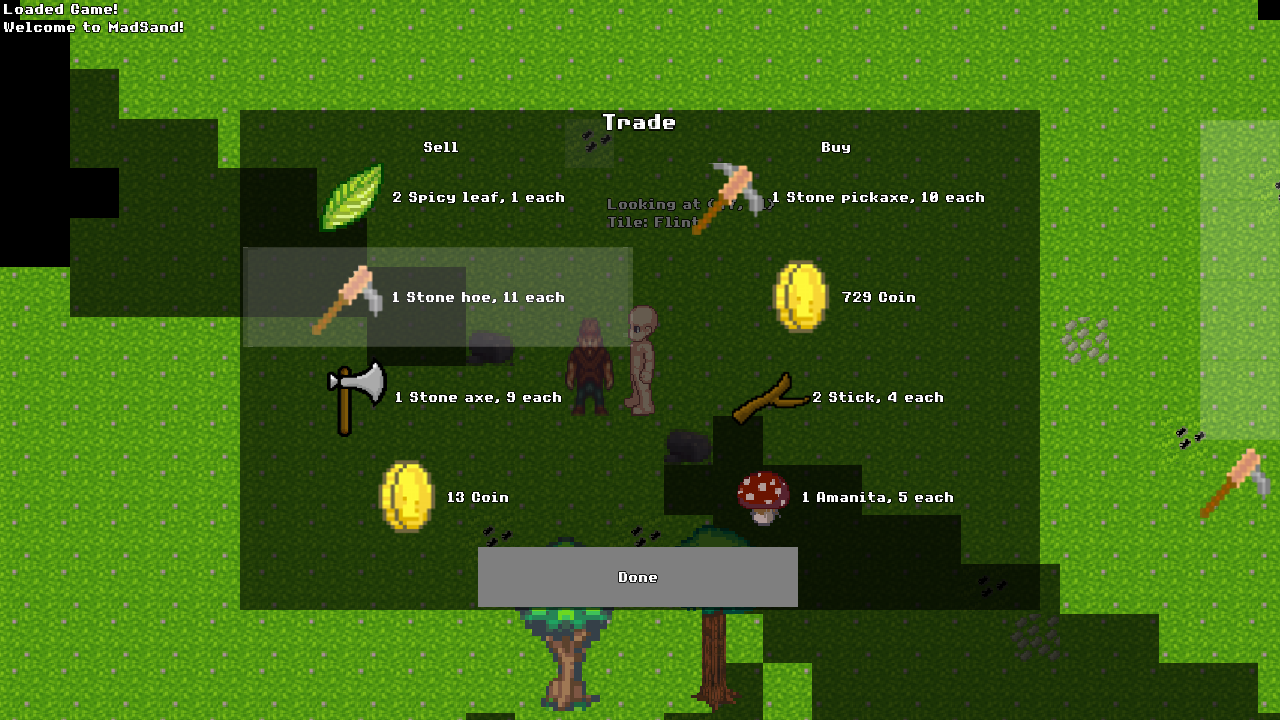 Loaded Game!
Welcome to MadSand!
Trade
Sell
Buy
2 Spicy leaf, 1 each
1 Stone pickaxe, 10 each
Looking at
Tile: Flint
1 Stone hoe, 11 each
729 Coin
1 Stone axe, 9 each
2 Stick, 4 each
13 Coin
1 Amanita, 5 each
Done